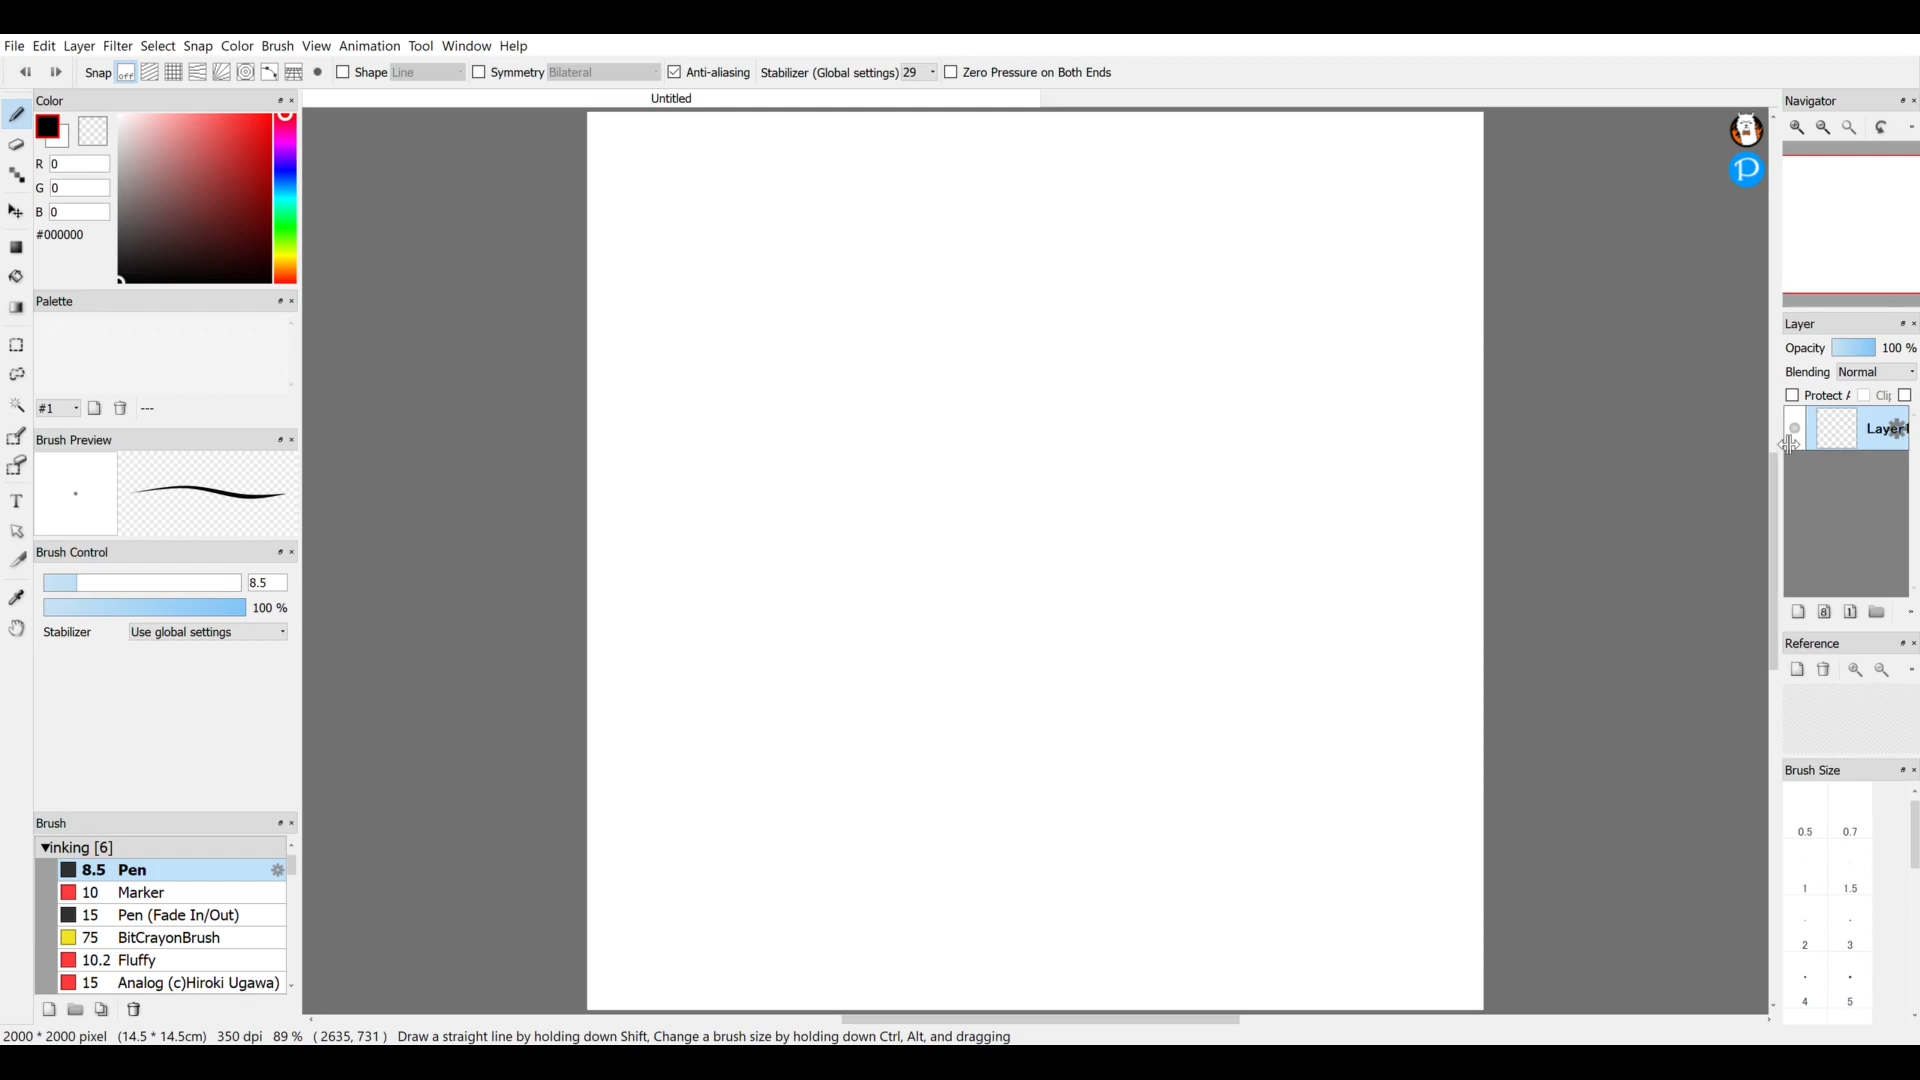 File Edit Layer Filter Select Snap Color Brush View Animation Tool Window Help
Snap off Shape Line Symmetry Bilateral Anti-aliasing Stabilizer (Global settings) 29 Zero Pressure on Both Ends
Color
Untitled
Navigator
R 0
G 0
B 0
#000000
Palette
#1 ---
Brush Preview
Brush Control
8.5
100 %
Stabilizer Use global settings
Brush
▼inking [6]
8.5 Pen
10 Marker
15 Pen (Fade In/Out)
75 BitCrayonBrush
10.2 Fluffy
15 Analog (c)Hiroki Ugawa)
P
Layer
Opacity 100 %
Blending Normal
Protect Clip
Layer1
8 1
Reference
Brush Size
0.5 0.7
1 1.5
2 3
4 5
2000 * 2000 pixel (14.5 * 14.5cm) 350 dpi 89 % ( 2635, 731 ) Draw a straight line by holding down Shift, Change a brush size by holding down Ctrl, Alt, and dragging